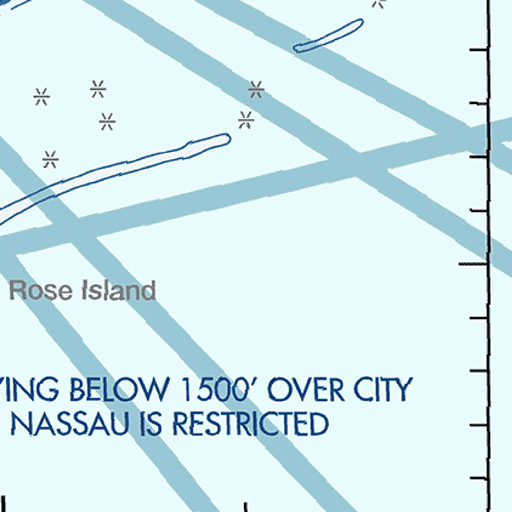 Rose Island
YING BELOW 1500′ OVER CITY
NASSAU IS RESTRICTED